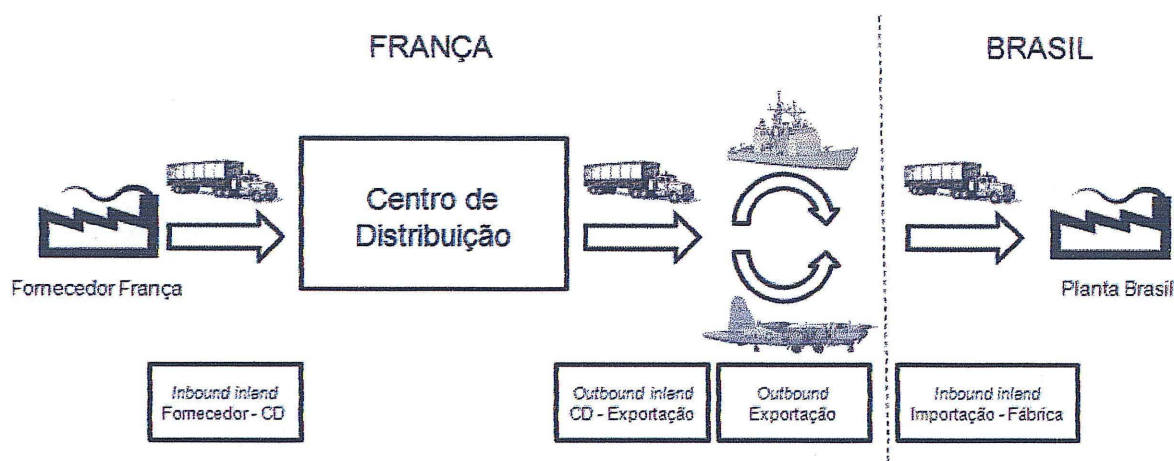 FRANÇA
BRASIL
Centro de
Distribuição
Fornecedor França
Planta Brasil
Inbound inland
Fornecedor - CD
Outbound inland
CD - Exportação
Outbound
Exportação
Inbound inland
Importação - Fábrica